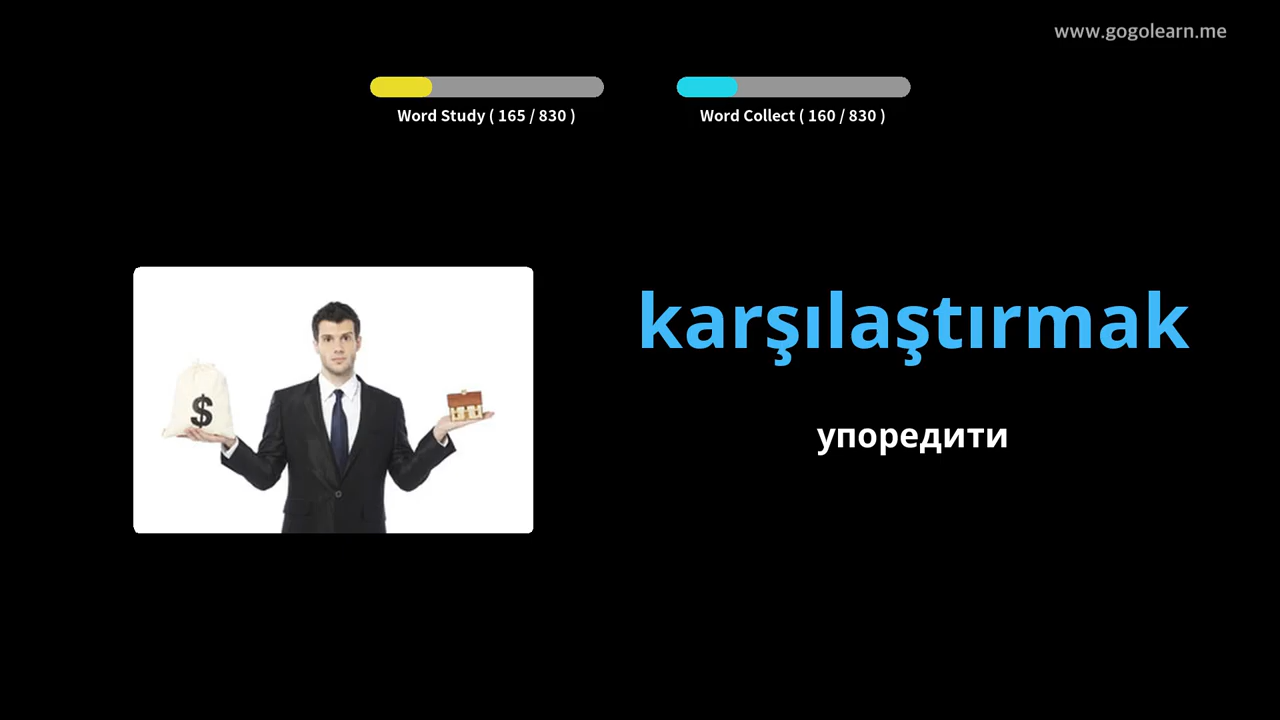 www.gogolearn.me
Word Study ( 165 / 830 )
Word Collect ( 160 / 830 )
$
karşılaştırmak
упоредити